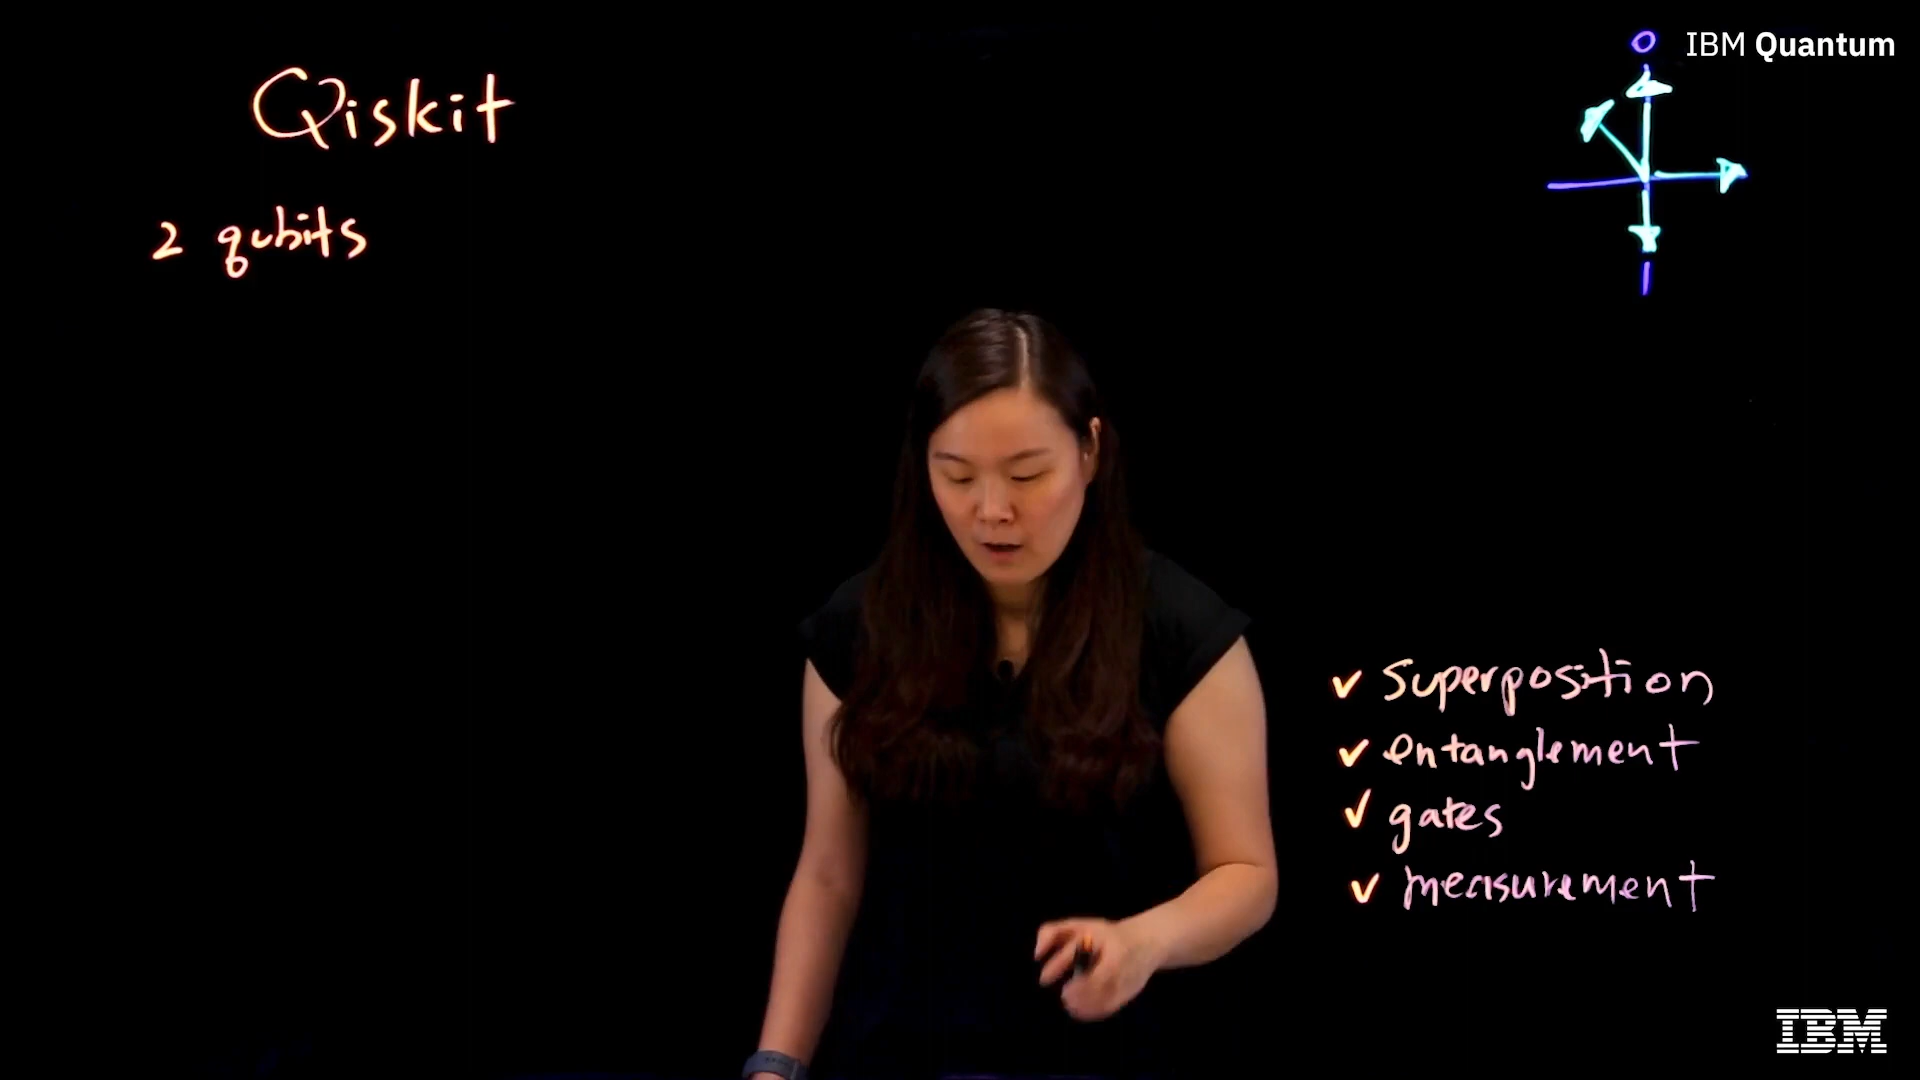 Qiskit
2 qubits
0
IBM Quantum
1
✓ superposition
✓ entanglement
✓ gates
✓ measurement
IBM